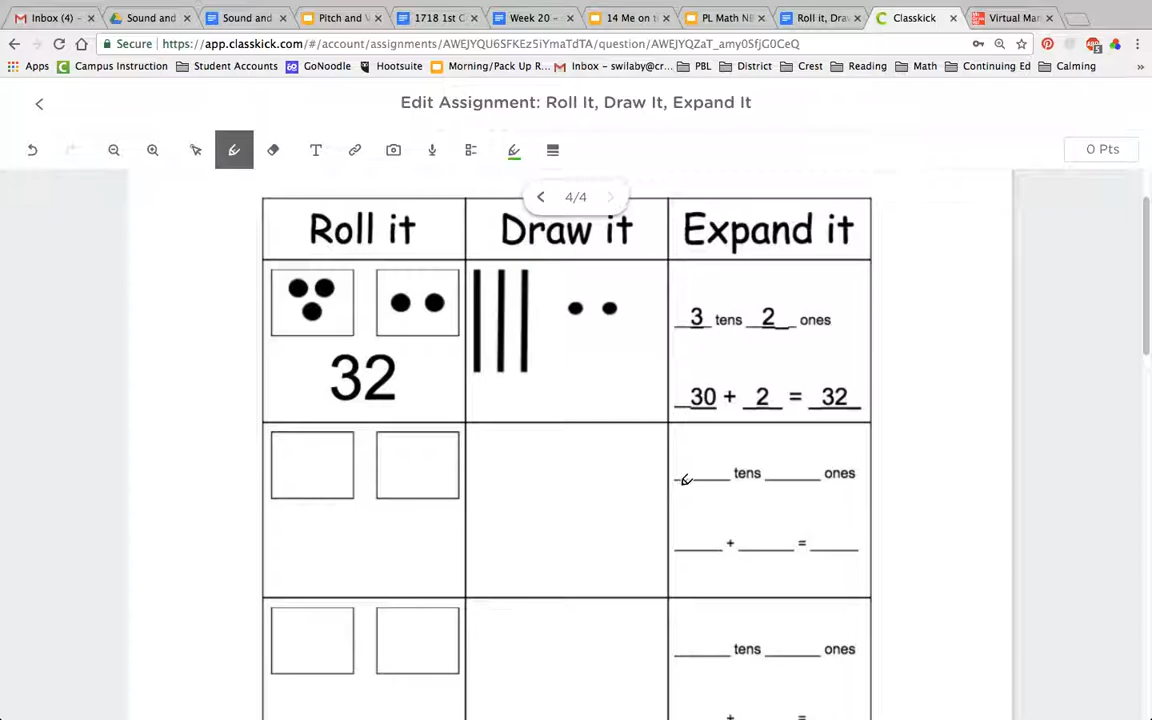 Inbox (4) -
Sound and
Sound and
Pitch and V
1718 1st C
Week 20 -
14 Me on t
PL Math NE
Roll it, Dra
Classkick
Virtual Ma
Secure https://app.classkick.com/#/account/assignments/AWEJYQU6SFKEz5iYmaTdTA/question/AWEJYQZaT_amy0SfjG0CeQ
Apps Campus Instruction Student Accounts GoNoodle Hootsuite Morning/Pack Up R... Inbox - swilaby@cr... PBL District Crest Reading Math Continuing Ed Calming »
Edit Assignment: Roll It, Draw It, Expand It
T 0 Pts
4/4
Roll it Draw it Expand it
3 tens 2 ones
32
30 + 2 = 32
tens ones
+ =
tens ones